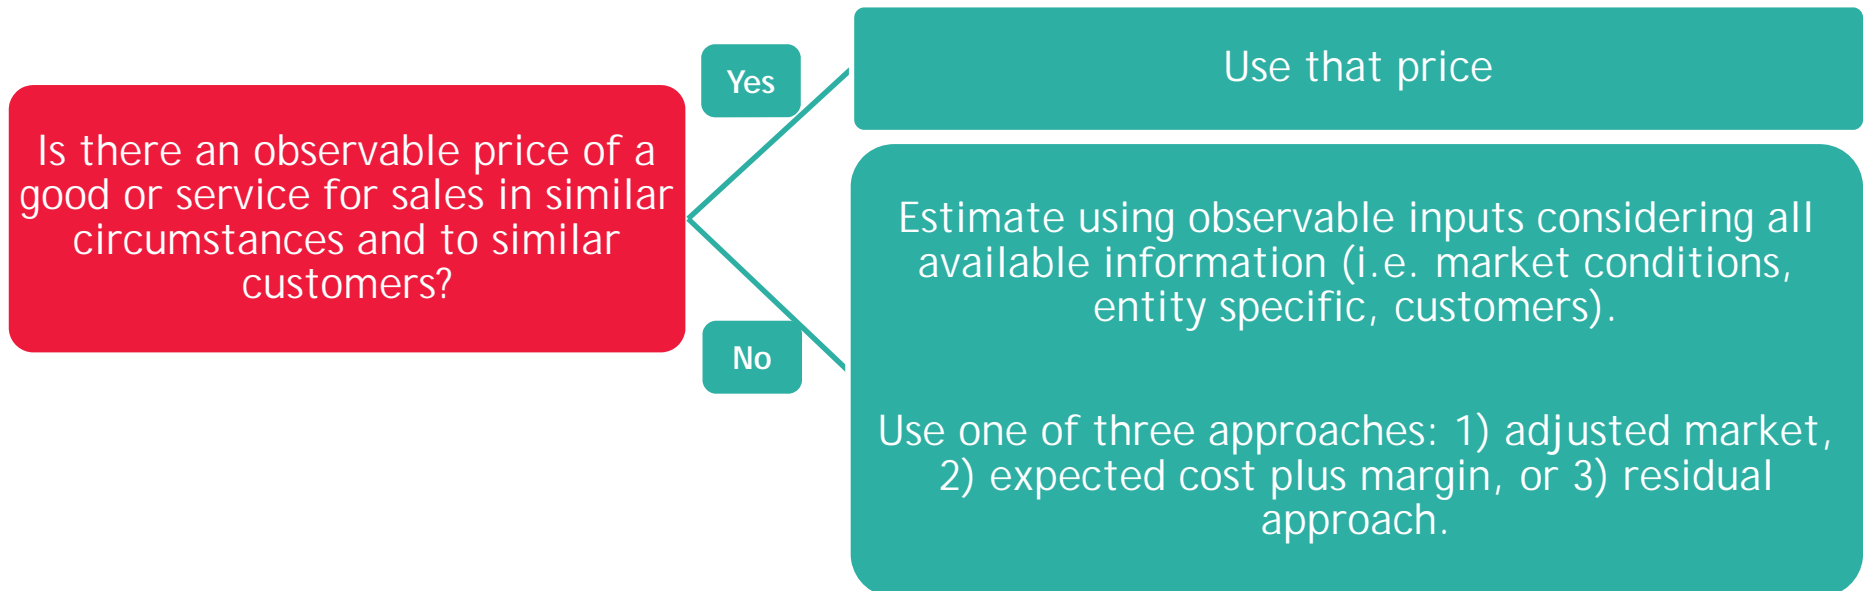 Is there an observable price of a
good or service for sales in similar
circumstances and to similar
customers?
Yes
Use that price
No
Estimate using observable inputs considering all
available information (i.e. market conditions,
entity specific, customers).
Use one of three approaches: 1) adjusted market,
2) expected cost plus margin, or 3) residual
approach.